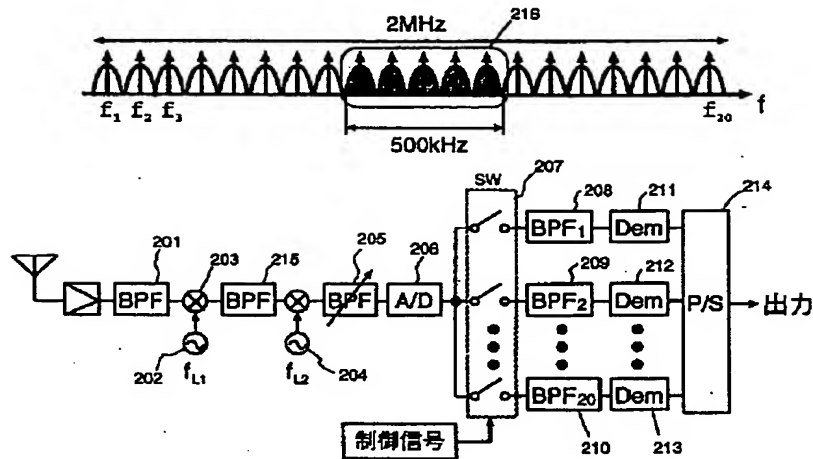 218
2MHz
f₁ f₂ f₃ f₂₀ f
500kHz
207
SW
208 211 214
BPF₁ Dem
201 203 215 205 206
BPF BPF BPF A/D
209 212
BPF₂ Dem P/S 出力
202 fL1 204 fL2
BPF₂₀ Dem
制御信号 210 213